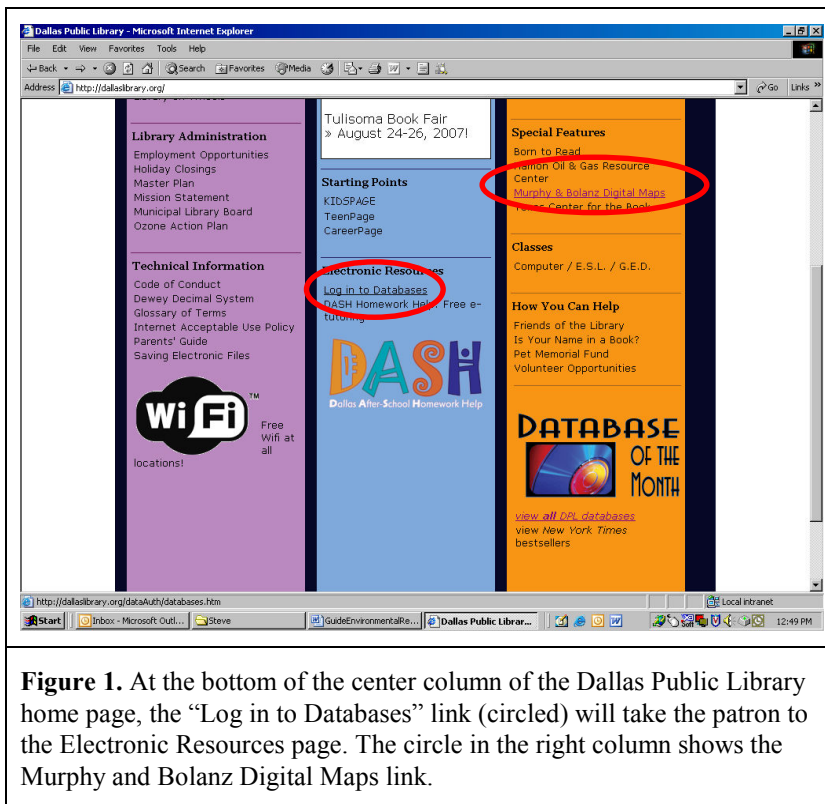 Dallas Public Library - Microsoft Internet Explorer
File Edit View Favorites Tools Help
Back Search Favorites Media
Address http://dallaslibrary.org/ Go Links »
Library Administration
Employment Opportunities
Holiday Closings
Master Plan
Mission Statement
Municipal Library Board
Ozone Action Plan
Technical Information
Code of Conduct
Dewey Decimal System
Glossary of Terms
Internet Acceptable Use Policy
Parents' Guide
Saving Electronic Files
Wi Fi TM
Free
Wifi at
all
locations!
Tulisoma Book Fair
» August 24-26, 2007!
Starting Points
KIDSPAGE
TeenPage
CareerPage
Electronic Resources
Log in to Databases
DASH Homework Help: Free e-
tutoring
DASH
Dallas After-School Homework Help
Special Features
Born to Read
Hamon Oil & Gas Resource
Center
Murphy & Bolanz Digital Maps
Texas Center for the Book
Classes
Computer / E.S.L. / G.E.D.
How You Can Help
Friends of the Library
Is Your Name in a Book?
Pet Memorial Fund
Volunteer Opportunities
DATABASE
OF THE
MONTH
view all DPL databases
view New York Times
bestsellers
http://dallaslibrary.org/dataAuth/databases.htm Local intranet
Start Inbox - Microsoft Outl... Steve GuideEnvironmentalRe... Dallas Public Librar... 12:49 PM
Figure 1. At the bottom of the center column of the Dallas Public Library
home page, the “Log in to Databases” link (circled) will take the patron to
the Electronic Resources page. The circle in the right column shows the
Murphy and Bolanz Digital Maps link.